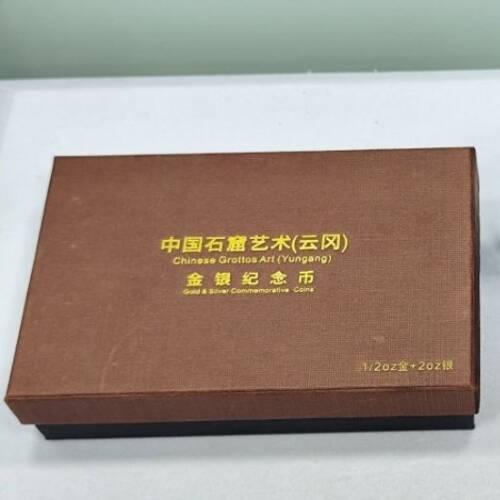 中国石窟艺术(云冈)
Chinese Grottos Art (Yungang)
金银纪念币
Gold & Silver Commemorative Coins
1/2oz金+2oz银